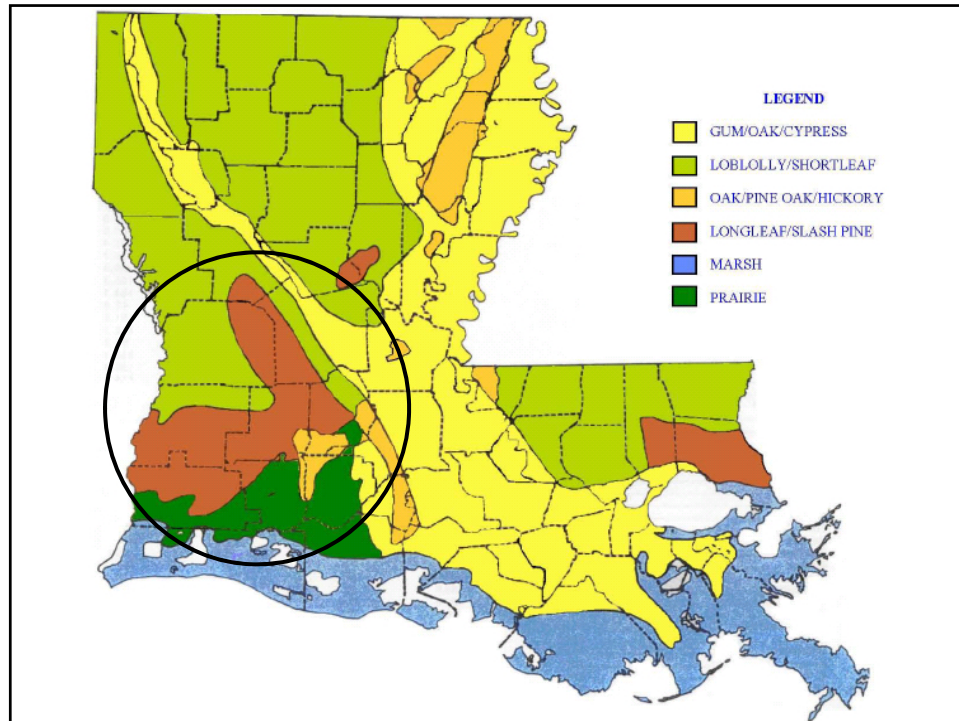 LEGEND
GUM/OAK/CYPRESS
LOBLOLLY/SHORTLEAF
OAK/PINE OAK/HICKORY
LONGLEAF/SLASH PINE
MARSH
PRAIRIE